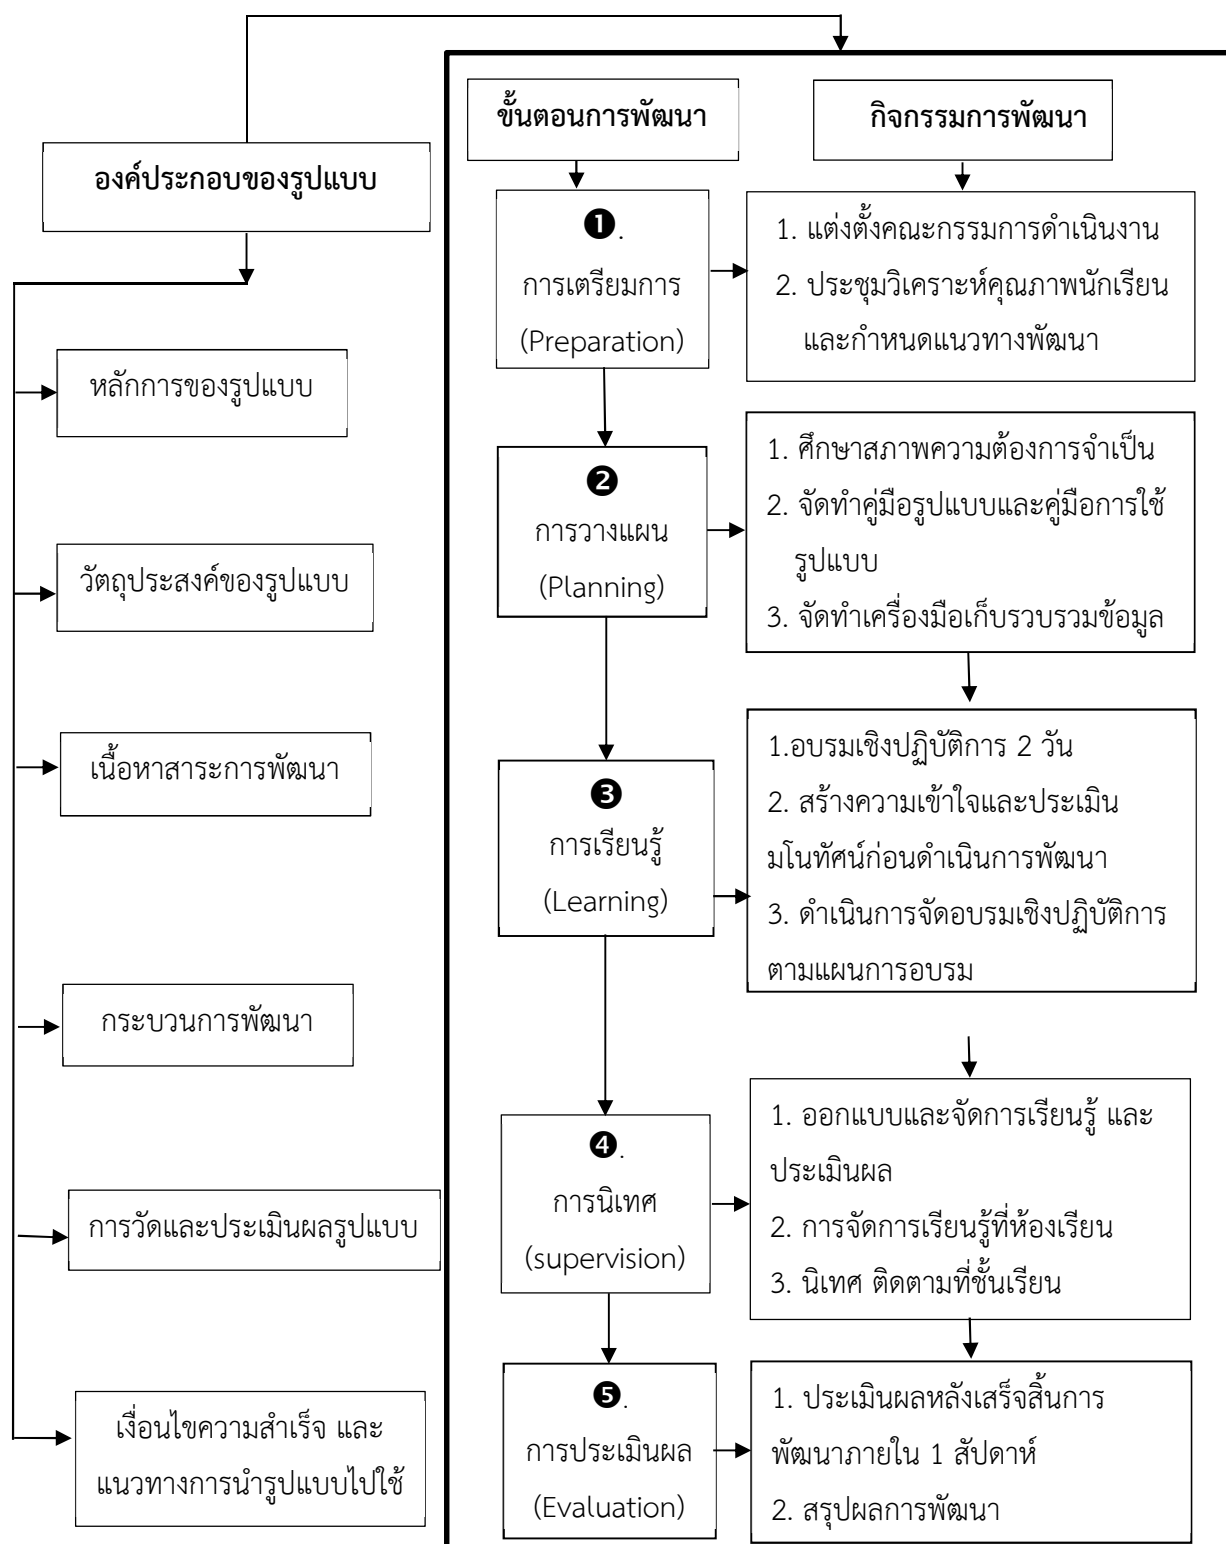 องค์ประกอบของรูปแบบ
หลักการของรูปแบบ
วัตถุประสงค์ของรูปแบบ
เนื้อหาสาระการพัฒนา
กระบวนการพัฒนา
การวัดและประเมินผลรูปแบบ
เงื่อนไขความสำเร็จ และ
แนวทางการนำรูปแบบไปใช้
ขั้นตอนการพัฒนา
กิจกรรมการพัฒนา
❶.
การเตรียมการ
(Preparation)
1. แต่งตั้งคณะกรรมการดำเนินงาน
2. ประชุมวิเคราะห์คุณภาพนักเรียน
และกำหนดแนวทางพัฒนา
❷
การวางแผน
(Planning)
1. ศึกษาสภาพความต้องการจำเป็น
2. จัดทำคู่มือรูปแบบและคู่มือการใช้
รูปแบบ
3. จัดทำเครื่องมือเก็บรวบรวมข้อมูล
❸
การเรียนรู้
(Learning)
1.อบรมเชิงปฏิบัติการ 2 วัน
2. สร้างความเข้าใจและประเมิน
มโนทัศน์ก่อนดำเนินการพัฒนา
3. ดำเนินการจัดอบรมเชิงปฏิบัติการ
ตามแผนการอบรม
❹.
การนิเทศ
(supervision)
1. ออกแบบและจัดการเรียนรู้ และ
ประเมินผล
2. การจัดการเรียนรู้ที่ห้องเรียน
3. นิเทศ ติดตามที่ชั้นเรียน
❺.
การประเมินผล
(Evaluation)
1. ประเมินผลหลังเสร็จสิ้นการ
พัฒนาภายใน 1 สัปดาห์
2. สรุปผลการพัฒนา